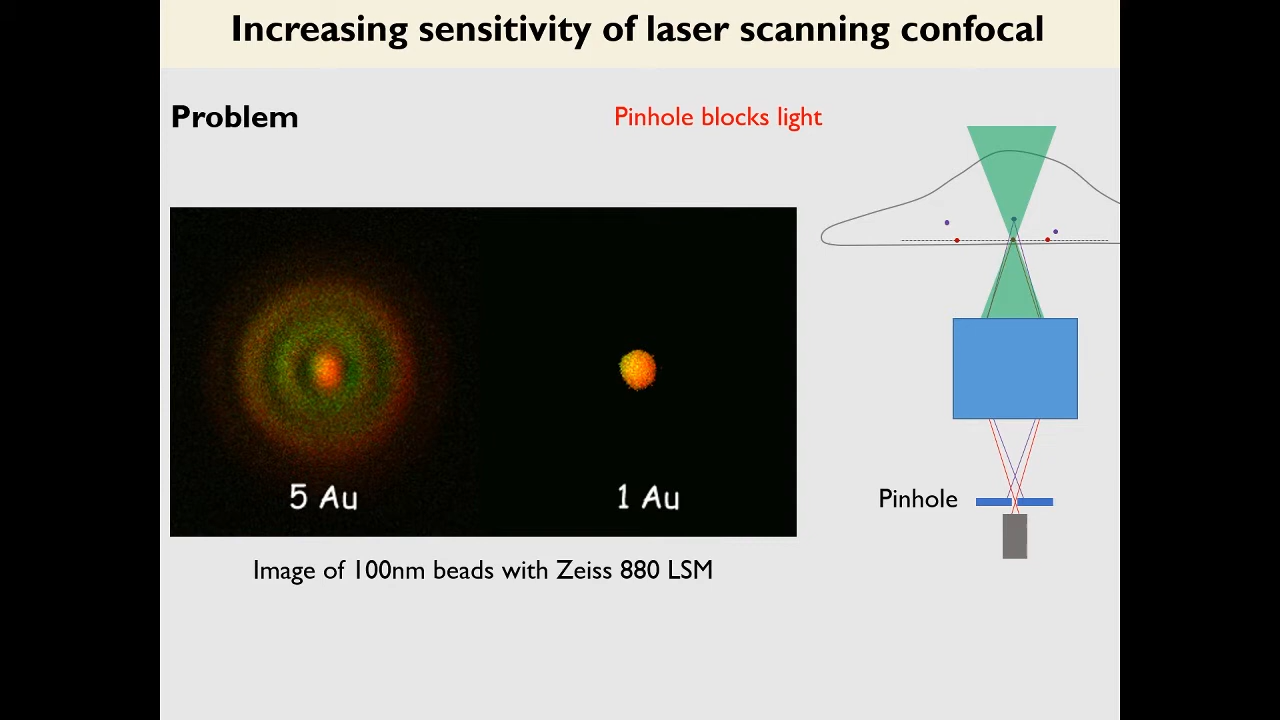 Increasing sensitivity of laser scanning confocal
Problem
Pinhole blocks light
5 Au
1 Au
Pinhole
Image of 100nm beads with Zeiss 880 LSM